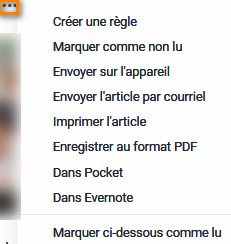 Créer une règle
Marquer comme non lu
Envoyer sur l'appareil
Envoyer l'article par courriel
Imprimer l'article
Enregistrer au format PDF
Dans Pocket
Dans Evernote
Marquer ci-dessous comme lu